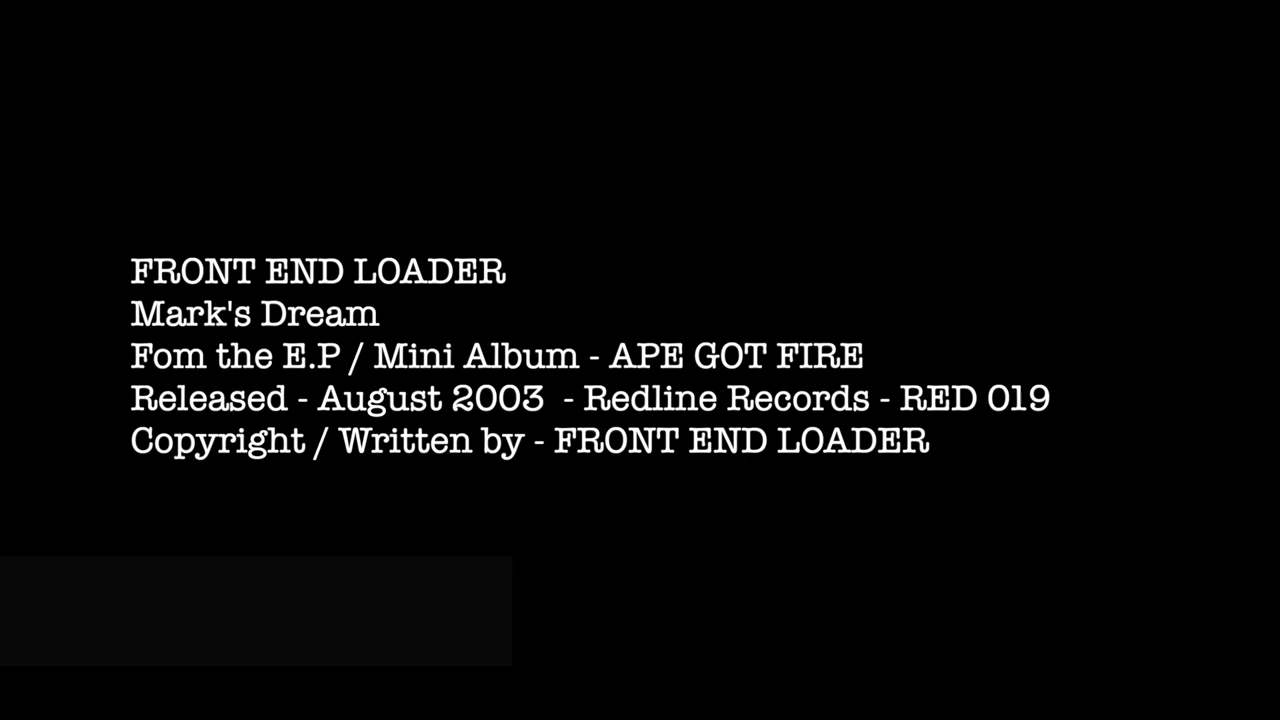 FRONT END LOADER
Mark's Dream
Fom the E.P / Mini Album - APE GOT FIRE
Released - August 2003  - Redline Records - RED 019
Copyright / Written by - FRONT END LOADER